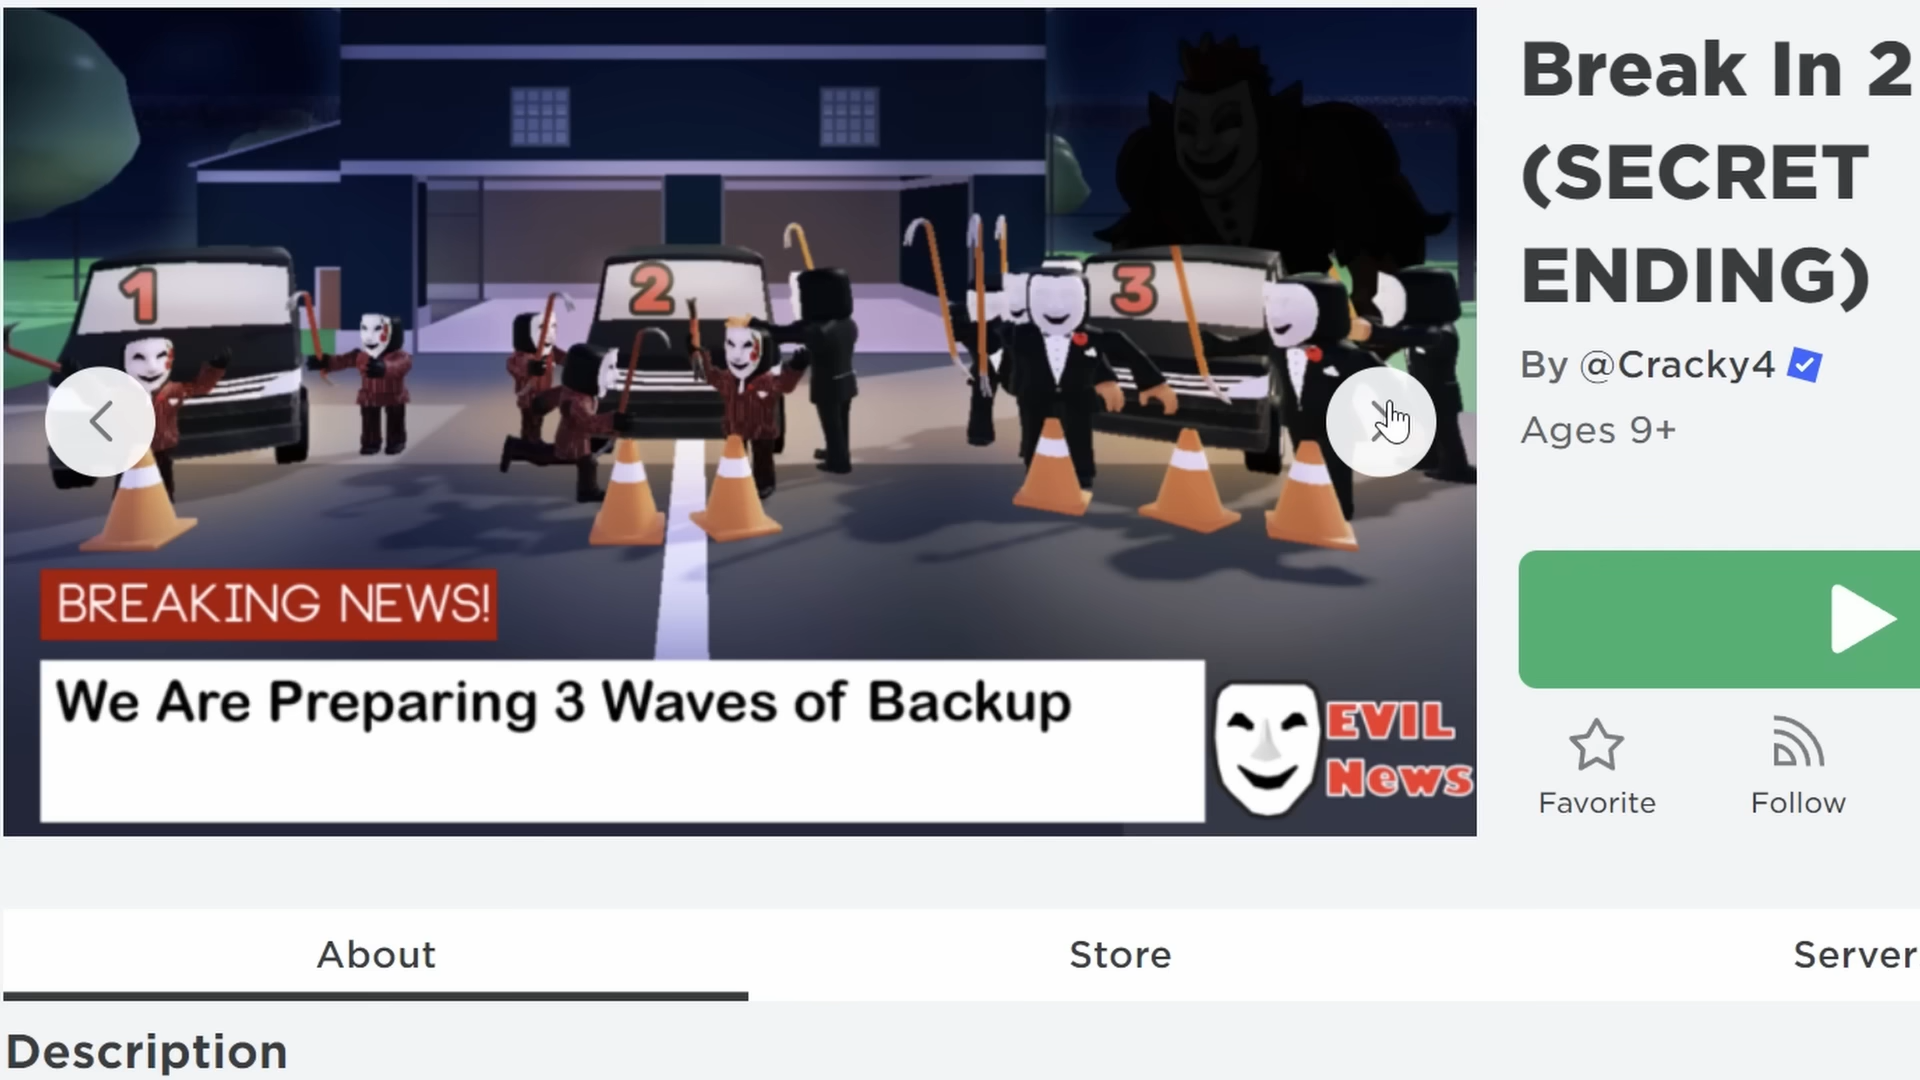 1
2
3
BREAKING NEWS!
We Are Preparing 3 Waves of Backup
EVIL
News
Break In 2
(SECRET
ENDING)
By @Cracky4
Ages 9+
Favorite
Follow
About
Store
Server
Description